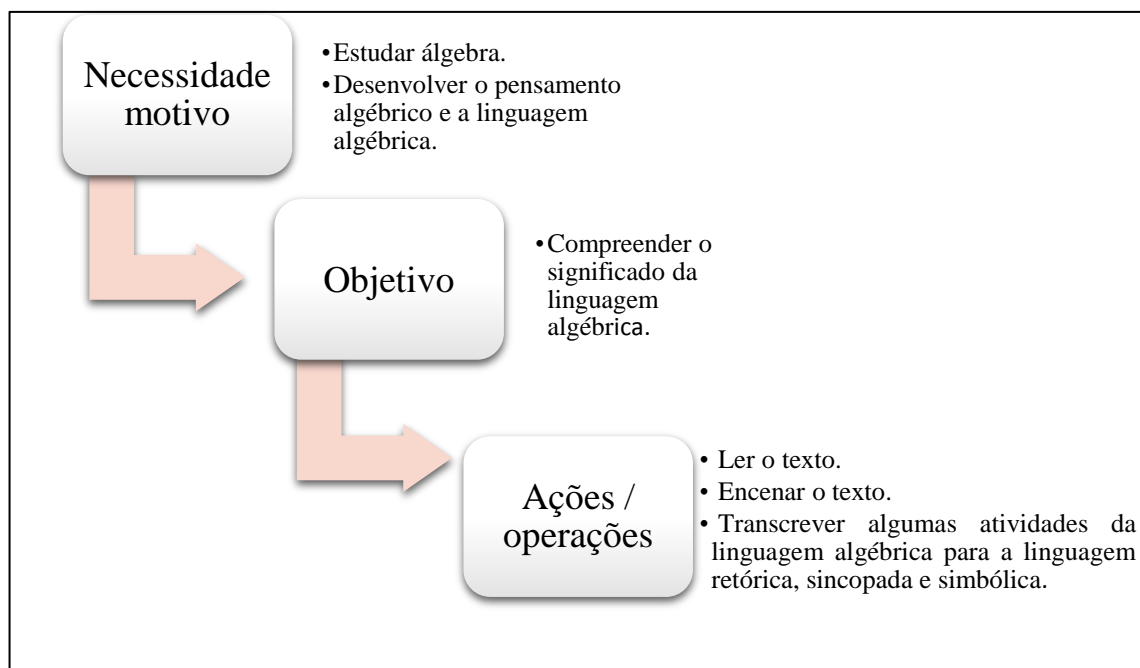 Necessidade
motivo
•Estudar álgebra.
•Desenvolver o pensamento
algébrico e a linguagem
algébrica.
Objetivo
•Compreender o
significado da
linguagem
algébrica.
Ações /
operações
• Ler o texto.
• Encenar o texto.
• Transcrever algumas atividades da
linguagem algébrica para a linguagem
retórica, sincopada e simbólica.